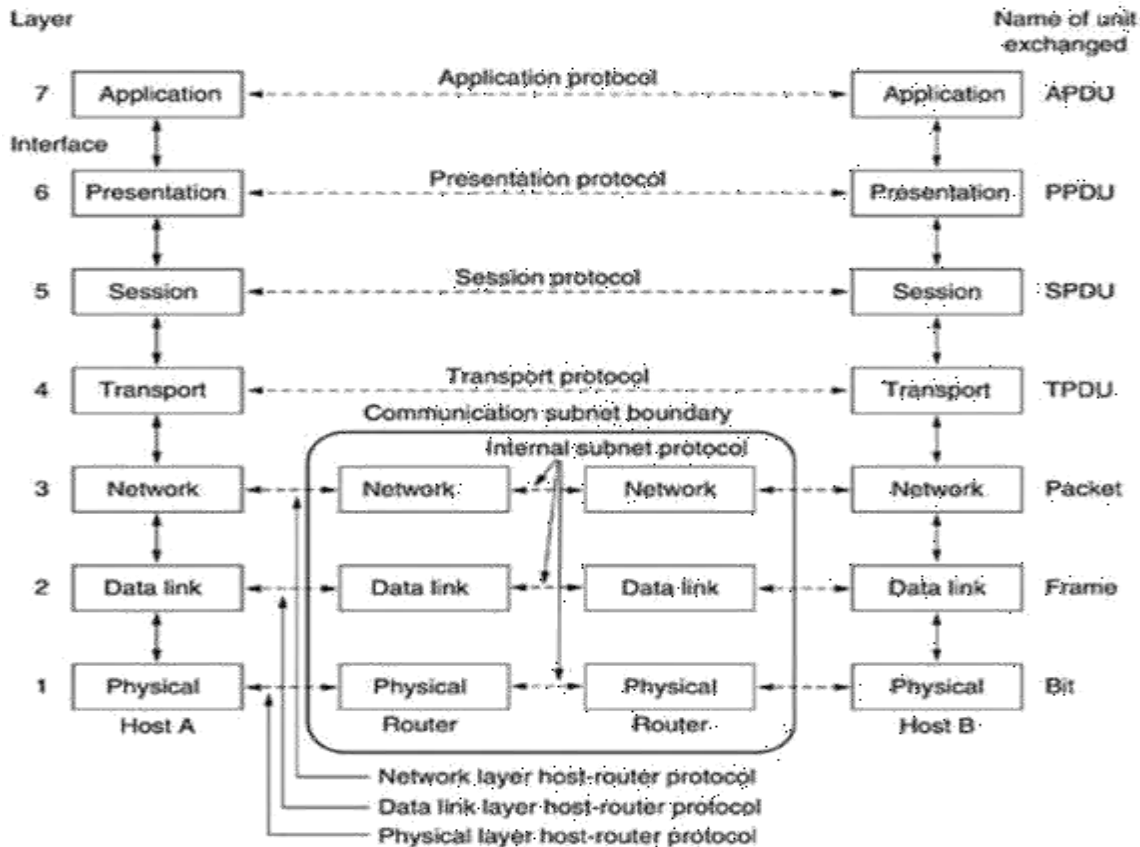 Layer
Name of unit
exchanged
7 Application Application protocol Application APDU
Interface
6 Presentation Presentation protocol Presentation PPDU
5 Session Session protocol Session SPDU
4 Transport Transport protocol Transport TPDU
Communication subnet boundary
Internal subnet protocol
3 Network Network Network Network Packet
2 Data link Data link Data link Data link Frame
1 Physical Physical Physical Physical Bit
Host A Router Router Host B
Network layer host-router protocol
Data link layer host-router protocol
Physical layer host-router protocol